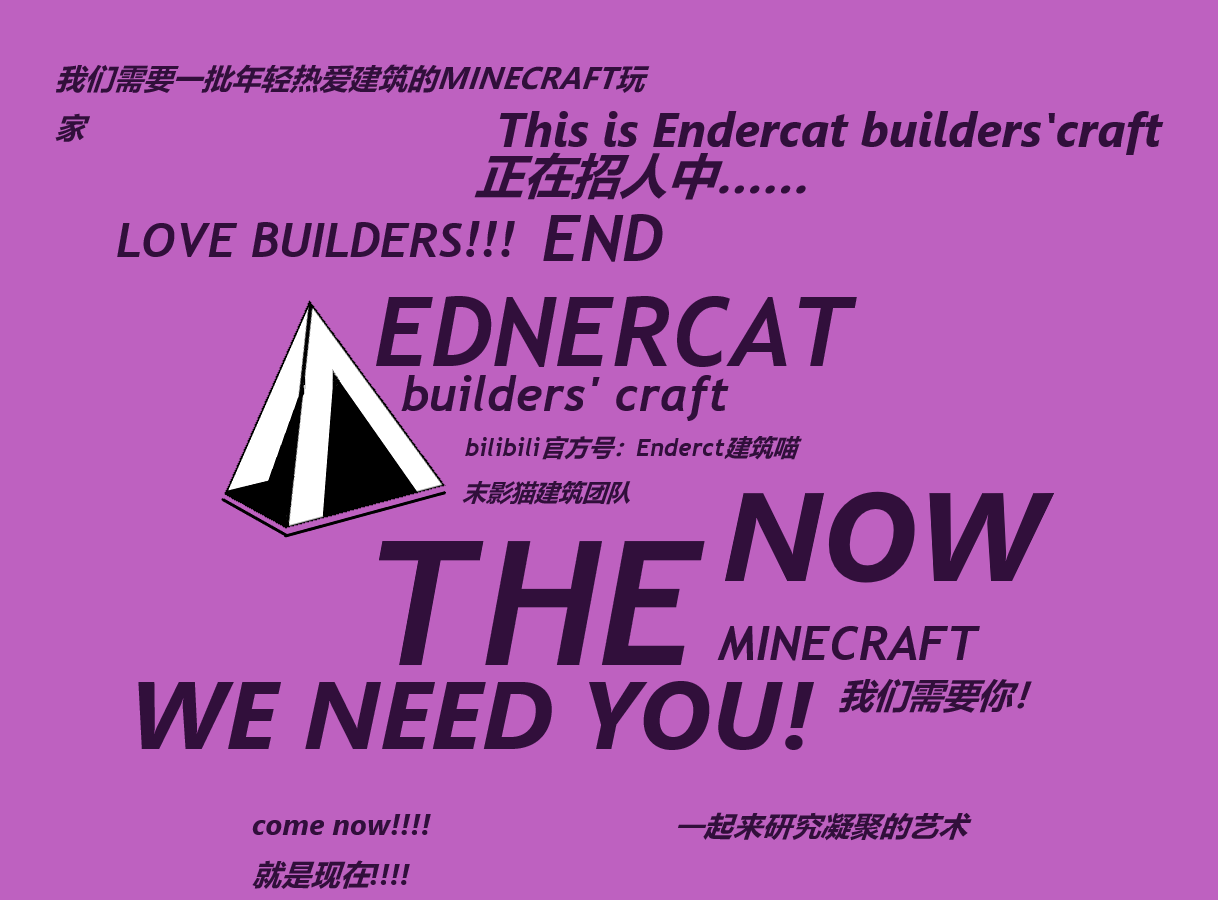 我们需要一批年轻热爱建筑的MINECRAFT玩
家
This is Endercat builders'craft
正在招人中......
LOVE BUILDERS!!! END
EDNERCAT
builders' craft
bilibili官方号：Enderct建筑喵
末影猫建筑团队
NOW
THE
MINECRAFT
WE NEED YOU!
我们需要你!
come now!!!!
一起来研究凝聚的艺术
就是现在!!!!